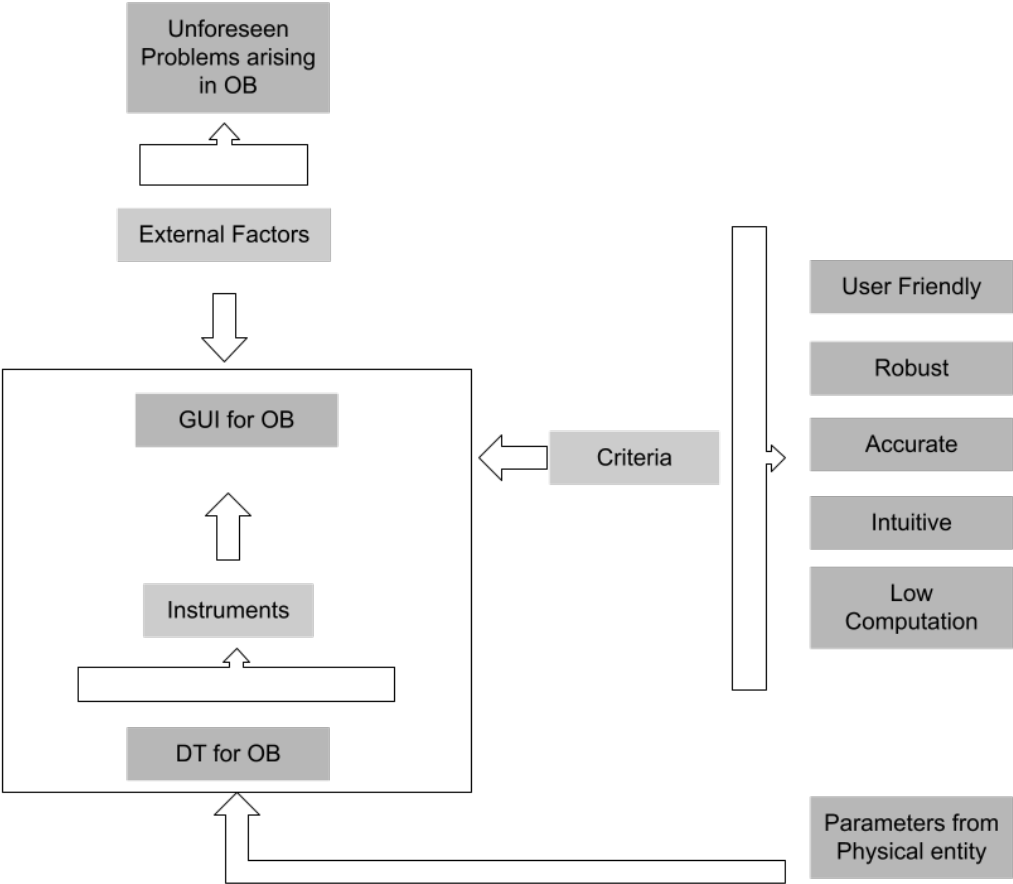 Unforeseen
Problems arising
in OB
External Factors
GUI for OB
Instruments
DT for OB
Criteria
User Friendly
Robust
Accurate
Intuitive
Low
Computation
Parameters from
Physical entity